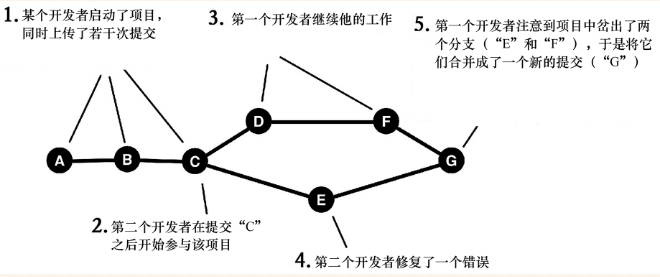 1. 某个开发者启动了项目,
同时上传了若干次提交
3. 第一个开发者继续他的工作
5. 第一个开发者注意到项目中岔出了两
个分支（“E”和“F”）, 于是将它
们合并成了一个新的提交（“G”）
D
F
A
B
C
G
E
2. 第二个开发者在提交“C”
之后开始参与该项目
4. 第二个开发者修复了一个错误